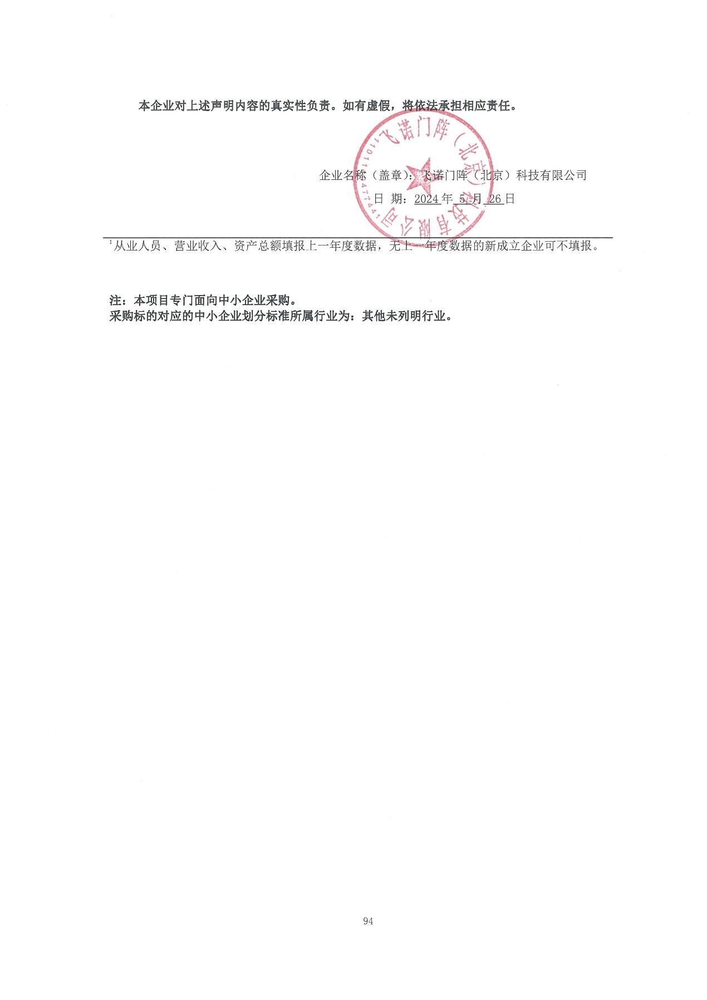 本企业对上述声明内容的真实性负责。如有虚假，将依法承担相应责任。
飞诺门阵（北京）科技有限公司
企业名称（盖章）：飞诺门阵（北京）科技有限公司
日 期：2024 年 5 月 26 日
¹从业人员、营业收入、资产总额填报上一年度数据，无上一年度数据的新成立企业可不填报。
注：本项目专门面向中小企业采购。
采购标的对应的中小企业划分标准所属行业为：其他未列明行业。
94